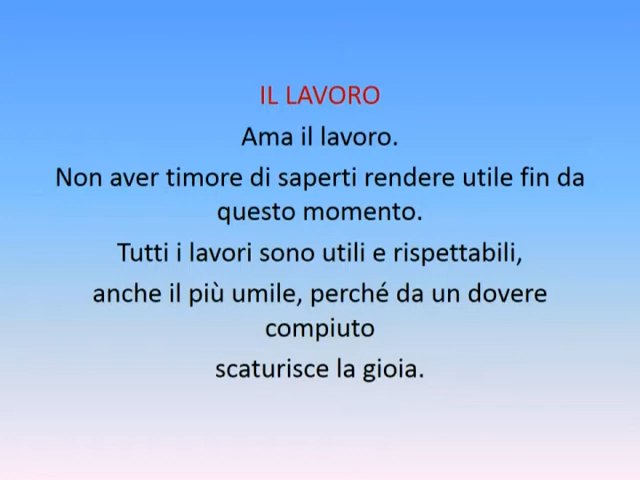 IL LAVORO
Ama il lavoro.
Non aver timore di saperti rendere utile fin da
questo momento.
Tutti i lavori sono utili e rispettabili,
anche il più umile, perché da un dovere
compiuto
scaturisce la gioia.